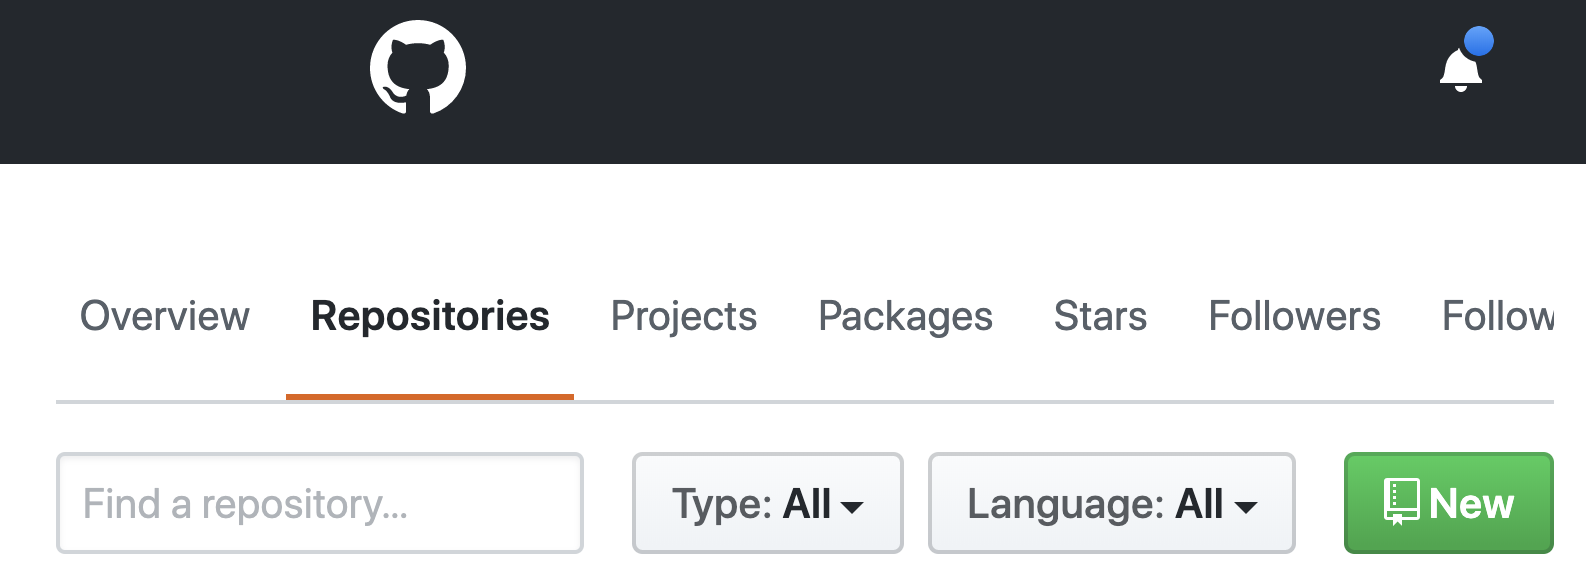 Overview Repositories Projects Packages Stars Followers Follow
Find a repository... Type: All Language: All New